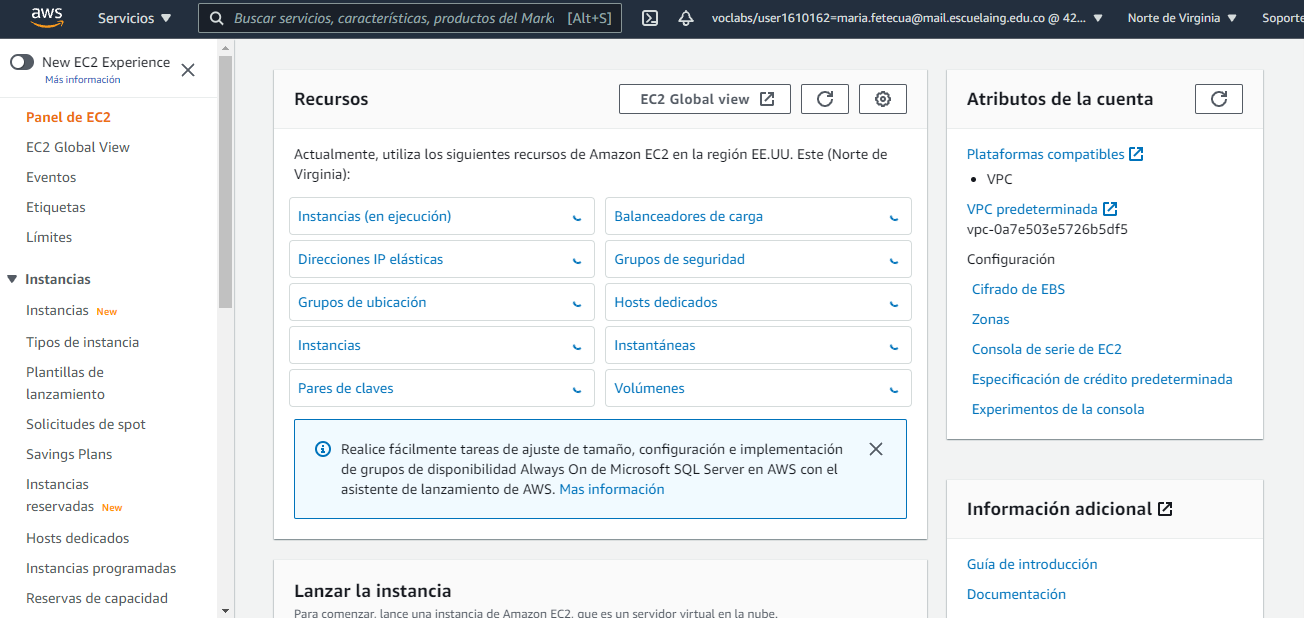 aws
Servicios
Buscar servicios, características, productos del Mark
[Alt+S]
voclabs/user1610162=maria.fetecua@mail.escuelaing.edu.co @ 42...
Norte de Virginia
Soporte
New EC2 Experience
Más información
Panel de EC2
EC2 Global View
Eventos
Etiquetas
Límites
Instancias
Instancias New
Tipos de instancia
Plantillas de
lanzamiento
Solicitudes de spot
Savings Plans
Instancias
reservadas New
Hosts dedicados
Instancias programadas
Reservas de capacidad
Recursos
EC2 Global view
Actualmente, utiliza los siguientes recursos de Amazon EC2 en la región EE.UU. Este (Norte de
Virginia):
Instancias (en ejecución)
Balanceadores de carga
Direcciones IP elásticas
Grupos de seguridad
Grupos de ubicación
Hosts dedicados
Instancias
Instantáneas
Pares de claves
Volúmenes
Realice fácilmente tareas de ajuste de tamaño, configuración e implementación
de grupos de disponibilidad Always On de Microsoft SQL Server en AWS con el
asistente de lanzamiento de AWS. Mas información
Lanzar la instancia
Para comenzar, lance una instancia de Amazon EC2, que es un servidor virtual en la nube.
Atributos de la cuenta
Plataformas compatibles
• VPC
VPC predeterminada
vpc-0a7e503e5726b5df5
Configuración
Cifrado de EBS
Zonas
Consola de serie de EC2
Especificación de crédito predeterminada
Experimentos de la consola
Información adicional
Guía de introducción
Documentación